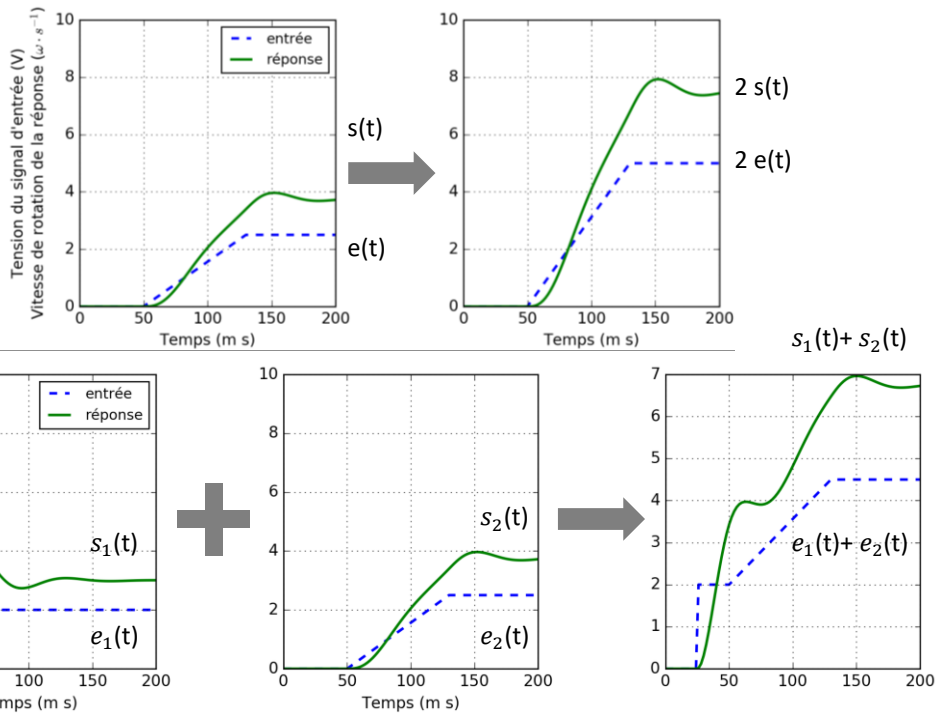 Tension du signal d'entrée (V)
Vitesse de rotation de la réponse (ω · s⁻¹)
10
8
6
4
2
0
entrée
réponse
0 50 100 150 200
Temps (m s)
s(t)
e(t)
10
8
6
4
2
0
0 50 100 150 200
Temps (m s)
2 s(t)
2 e(t)
entrée
réponse
s₁(t)
e₁(t)
100 150 200
mps (m s)
10
8
6
4
2
0
s₂(t)
e₂(t)
0 50 100 150 200
Temps (m s)
s₁(t)+ s₂(t)
7
6
5
4
3
2
1
0
e₁(t)+ e₂(t)
0 50 100 150 200
Temps (m s)